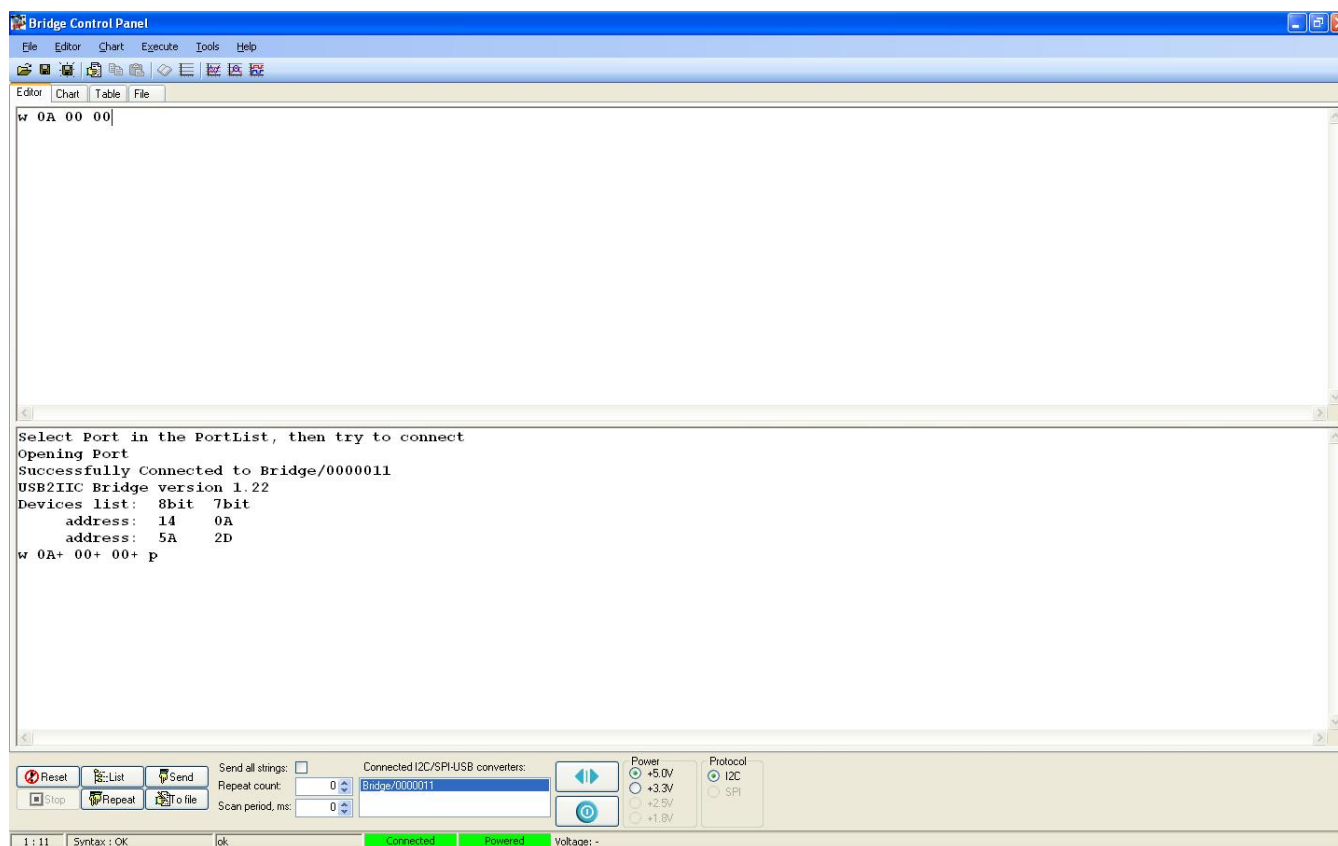 Bridge Control Panel
File Editor Chart Execute Tools Help
Editor Chart Table File
w 0A 00 00
Select Port in the PortList, then try to connect
Opening Port
Successfully Connected to Bridge/0000011
USB2IIC Bridge version 1.22
Devices list: 8bit 7bit
address: 14 0A
address: 5A 2D
w 0A+ 00+ 00+ p
Reset List Send
Stop Repeat To file
Send all strings:
Repeat count: 0
Scan period, ms: 0
Connected I2C/SPI-USB converters:
Bridge/0000011
Power
+5.0V
+3.3V
+2.5V
+1.8V
Protocol
I2C
SPI
1 : 11 Syntax : OK ok Connected Powered Voltage: -